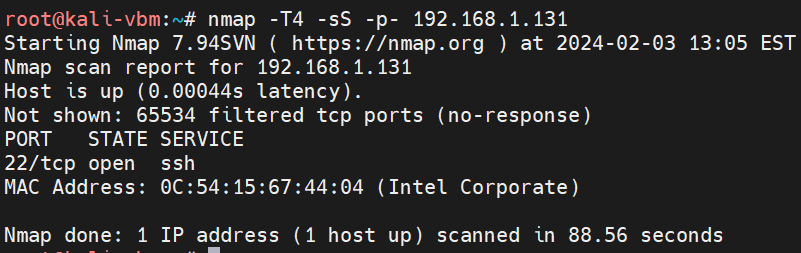 root@kali-vbm:~# nmap -T4 -sS -p- 192.168.1.131
Starting Nmap 7.94SVN ( https://nmap.org ) at 2024-02-03 13:05 EST
Nmap scan report for 192.168.1.131
Host is up (0.00044s latency).
Not shown: 65534 filtered tcp ports (no-response)
PORT   STATE SERVICE
22/tcp open  ssh
MAC Address: 0C:54:15:67:44:04 (Intel Corporate)

Nmap done: 1 IP address (1 host up) scanned in 88.56 seconds